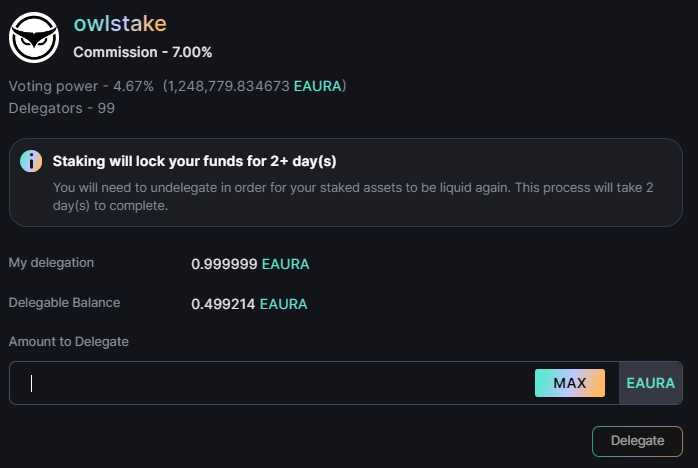 owlstake
Commission - 7.00%
Voting power - 4.67% (1,248,779.834673 EAURA)
Delegators - 99
Staking will lock your funds for 2+ day(s)
You will need to undelegate in order for your staked assets to be liquid again. This process will take 2
day(s) to complete.
My delegation 0.999999 EAURA
Delegable Balance 0.499214 EAURA
Amount to Delegate
MAX EAURA
Delegate